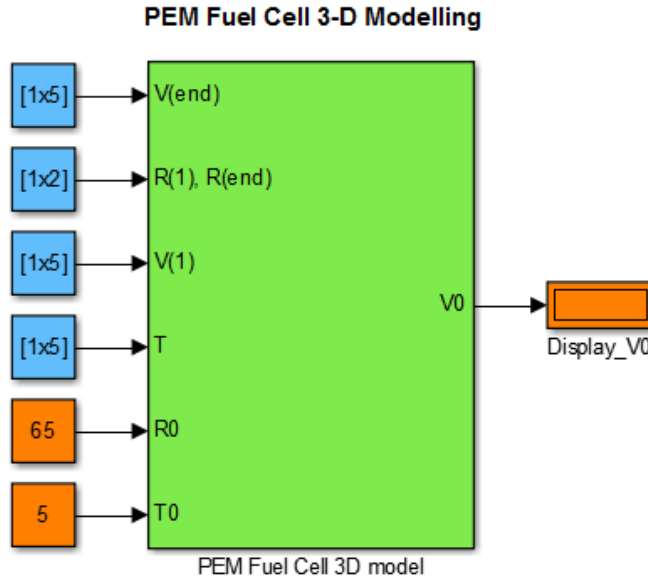 PEM Fuel Cell 3-D Modelling
[1x5]
V(end)
[1x2]
R(1), R(end)
[1x5]
V(1)
V0
Display_V0
[1x5]
T
65
R0
5
T0
PEM Fuel Cell 3D model